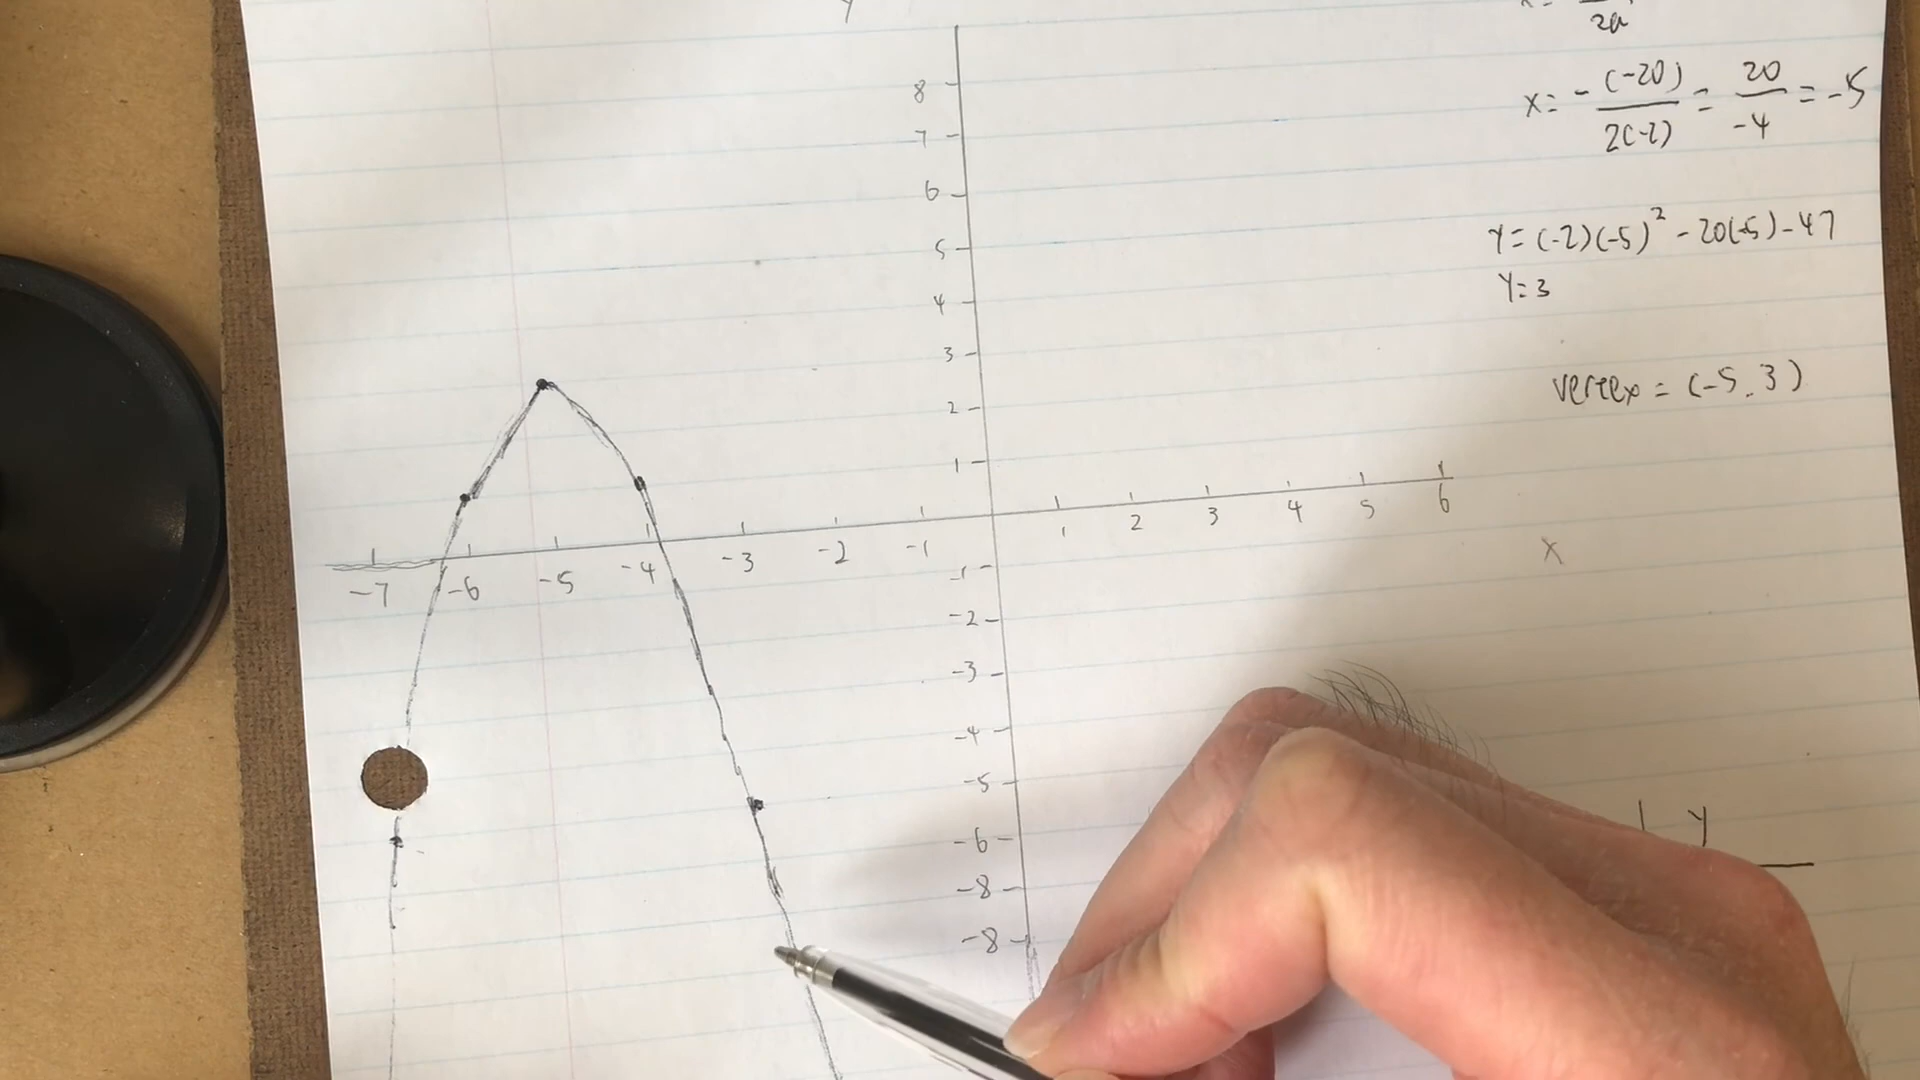 y
x = 2a
x = -(-20) / 2(-2) = 20 / -4 = -5
y = (-2)(-5)² - 20(-5) - 47
y = 3
vertex = (-5, 3)
8
7
6
5
4
3
2
1
-7 -6 -5 -4 -3 -2 -1 1 2 3 4 5 6
x
-1
-2
-3
-4
-5
-6
-8
-8
y